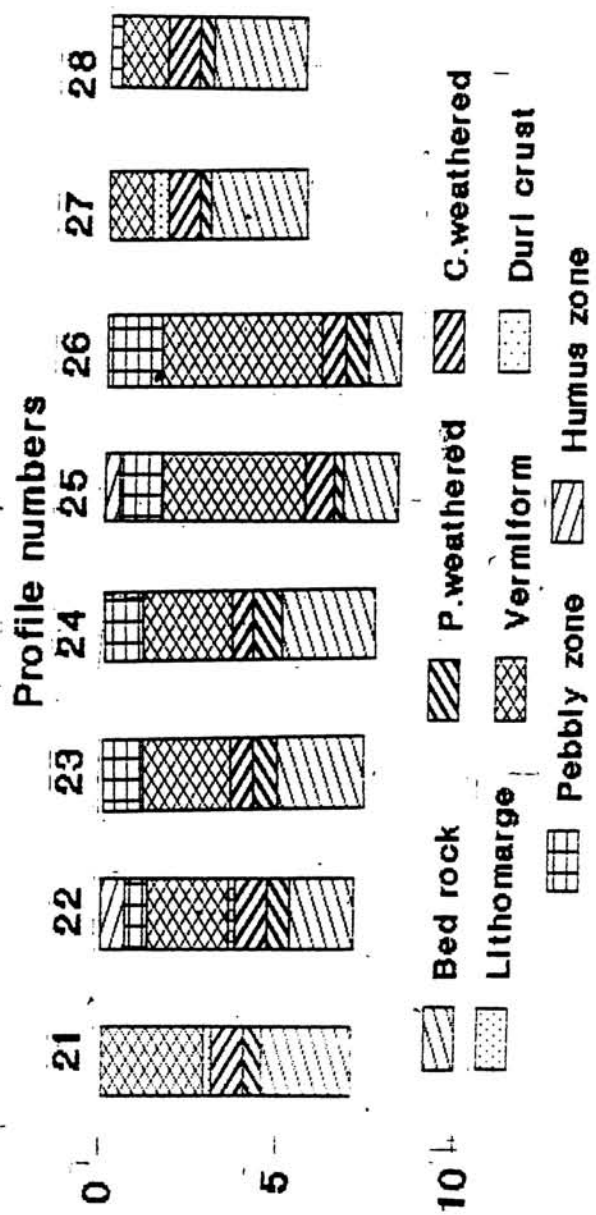 Profile numbers
21 22 23 24 25 26 27 28
0
5
10
Bed rock P.weathered C.weathered
Lithomarge Vermiform Duri crust
Pebbly zone Humus zone